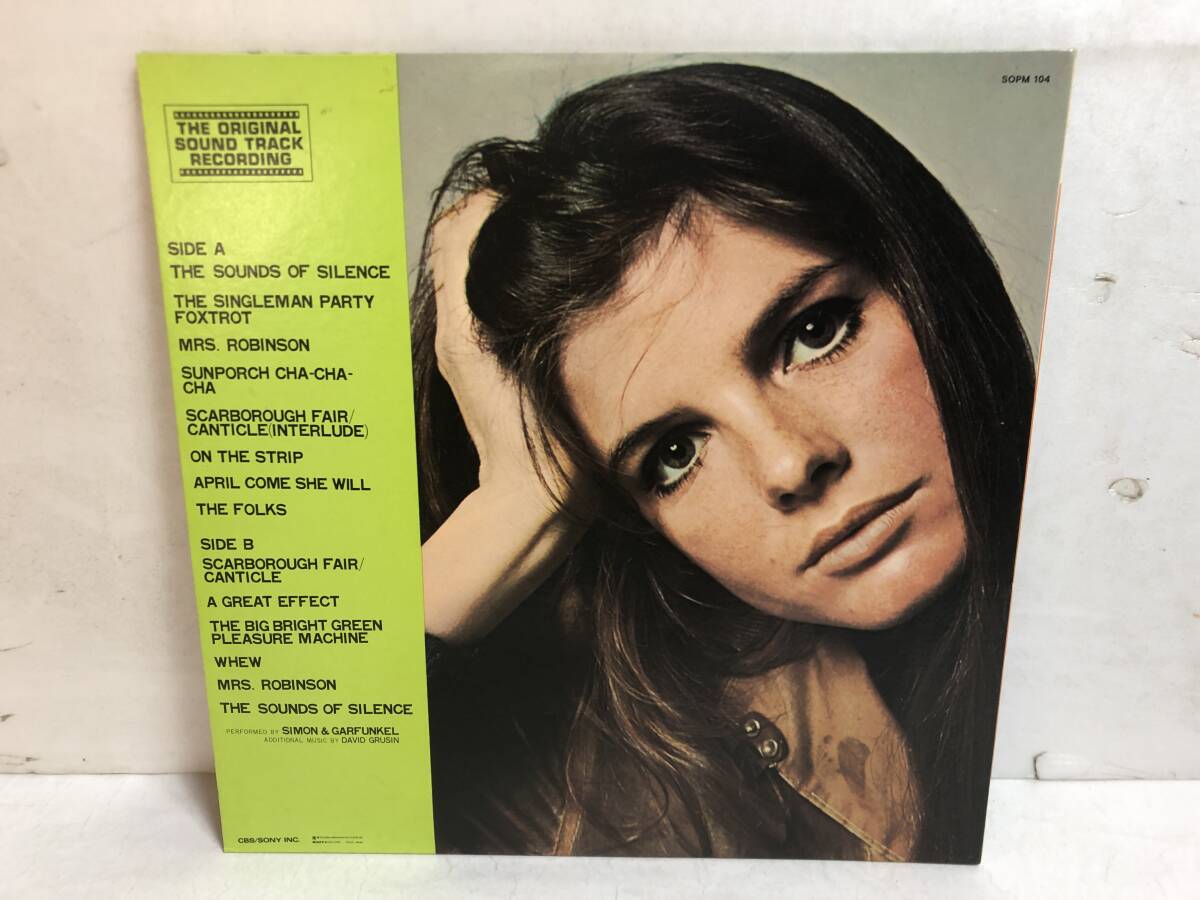 SOPM 104
THE ORIGINAL
SOUND TRACK
RECORDING
SIDE A
THE SOUNDS OF SILENCE
THE SINGLEMAN PARTY
FOXTROT
MRS. ROBINSON
SUNPORCH CHA-CHA-
CHA
SCARBOROUGH FAIR/
CANTICLE(INTERLUDE)
ON THE STRIP
APRIL COME SHE WILL
THE FOLKS
SIDE B
SCARBOROUGH FAIR/
CANTICLE
A GREAT EFFECT
THE BIG BRIGHT GREEN
PLEASURE MACHINE
WHEW
MRS. ROBINSON
THE SOUNDS OF SILENCE
PERFORMED BY SIMON & GARFUNKEL
ADDITIONAL MUSIC BY DAVID GRUSIN
CBS/SONY INC.